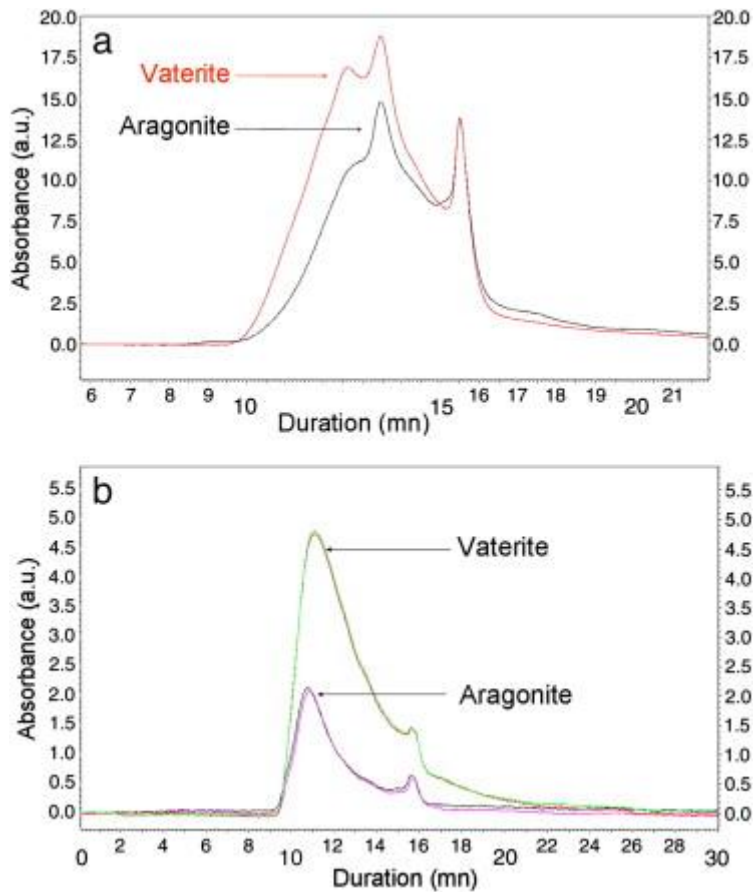 a
Vaterite
Aragonite
Absorbance (a.u.)
20.0 20.0
17.5 17.5
15.0 15.0
12.5 12.5
10.0 10.0
7.5 7.5
5.0 5.0
2.5 2.5
0.0 0.0
6 7 8 9 10 15 16 17 18 19 20 21
Duration (mn)
b
Vaterite
Aragonite
Absorbance (a.u.)
5.5 5.5
5.0 5.0
4.5 4.5
4.0 4.0
3.5 3.5
3.0 3.0
2.5 2.5
2.0 2.0
1.5 1.5
1.0 1.0
0.5 0.5
0.0 0.0
0 2 4 6 8 10 12 14 16 20 22 24 26 28 30
Duration (mn)